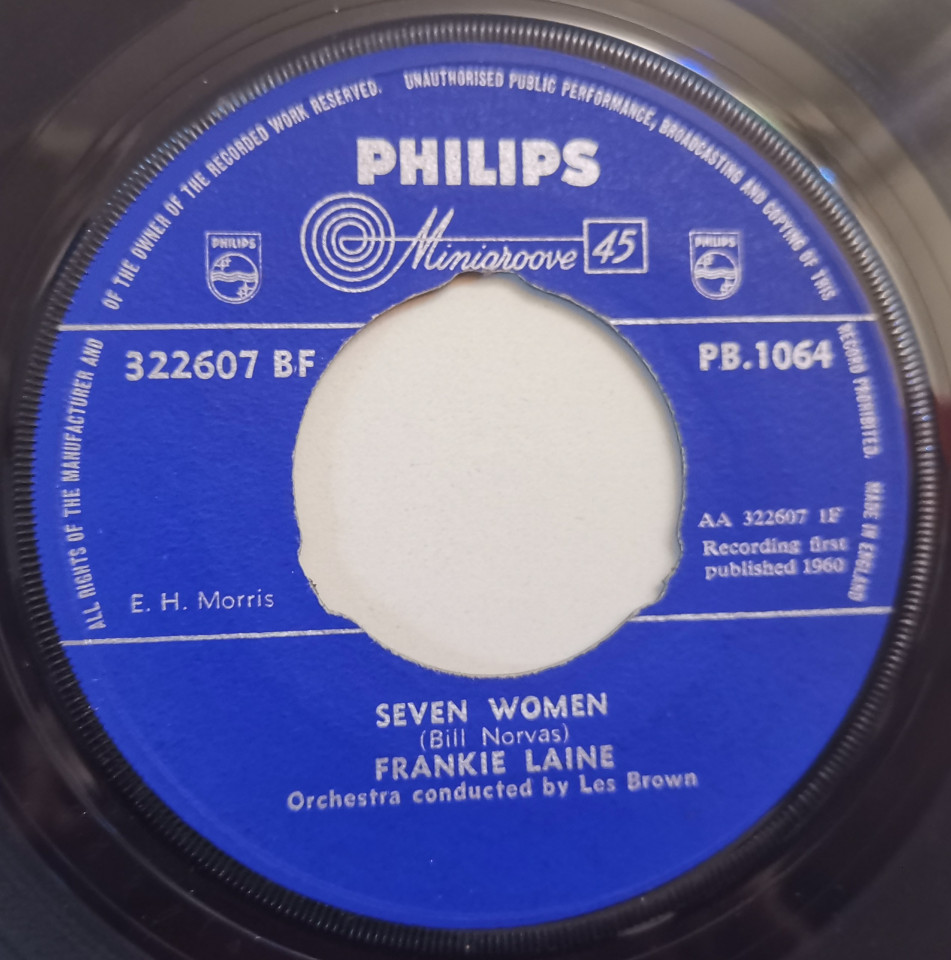 ALL RIGHTS OF THE MANUFACTURER AND OF THE OWNER OF THE RECORDED WORK RESERVED. UNAUTHORISED PUBLIC PERFORMANCE, BROADCASTING AND COPYING OF THIS RECORD PROHIBITED. MADE IN ENGLAND
PHILIPS
Minigroove 45
PHILIPS
PHILIPS
322607 BF
PB.1064
AA 322607 1F
Recording first
published 1960
E. H. Morris
SEVEN WOMEN
(Bill Norvas)
FRANKIE LAINE
Orchestra conducted by Les Brown